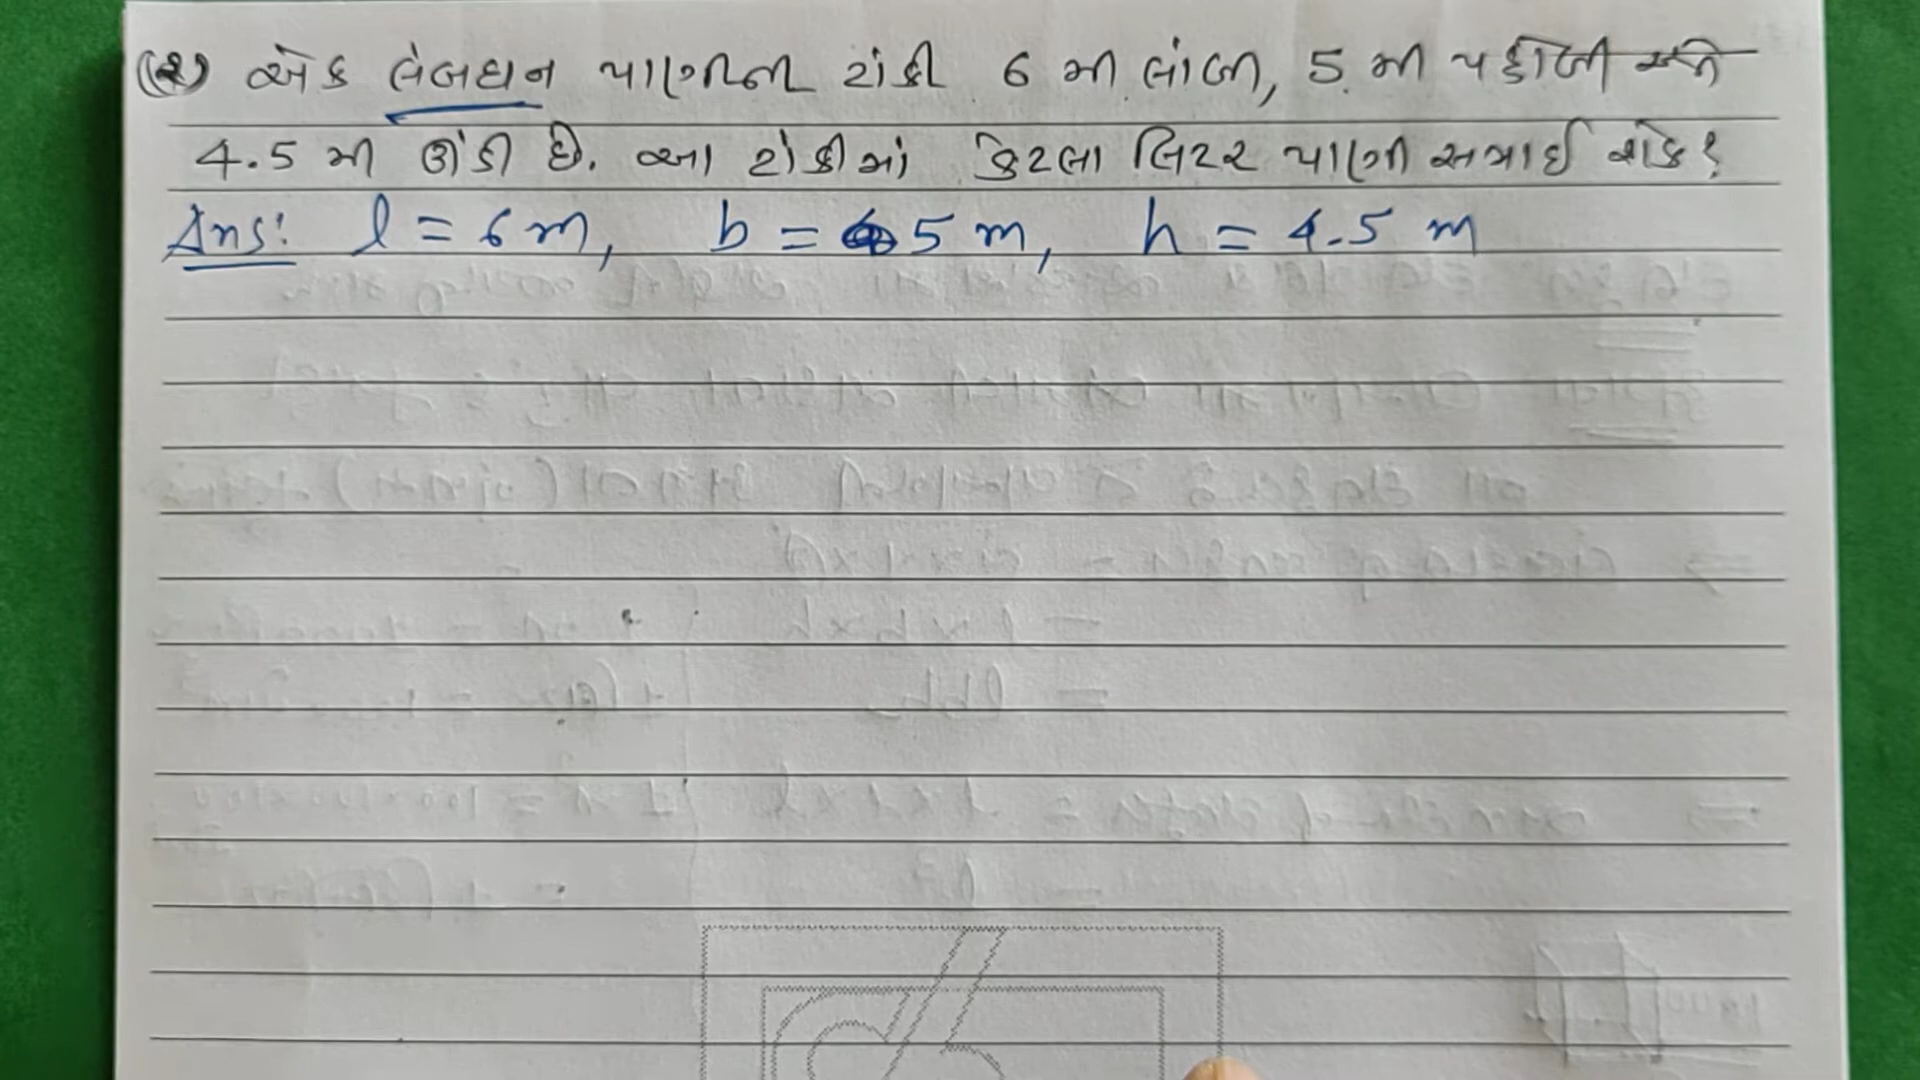 (૨) એક લંબઘન પાણીની ટાંકી 6 મી લાંબી, 5 મી પહોળી અને
4.5 મી ઊંડી છે. આ ટાંકીમાં કેટલા લિટર પાણી સમાઈ શકે?
Ans: l = 6 m, b = 5 m, h = 4.5 m